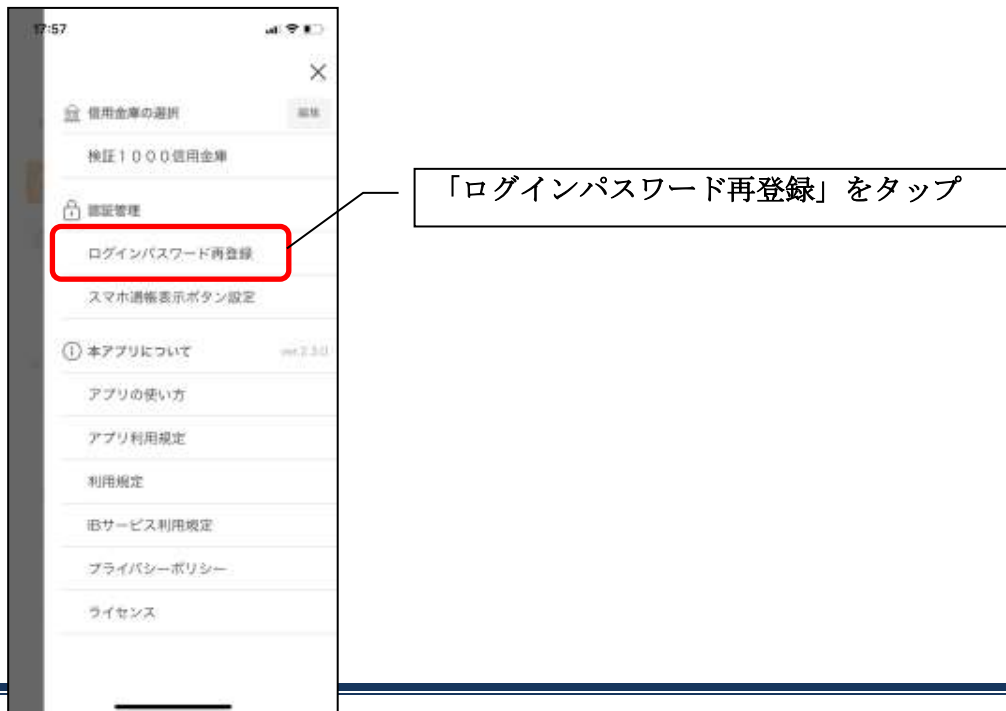 17:57
信用金庫の選択
編集
検証1000信用金庫
認証管理
ログインパスワード再登録
スマホ通帳表示ボタン設定
本アプリについて
ver.2.3.0
アプリの使い方
アプリ利用規定
利用規定
IBサービス利用規定
プライバシーポリシー
ライセンス
「ログインパスワード再登録」をタップ